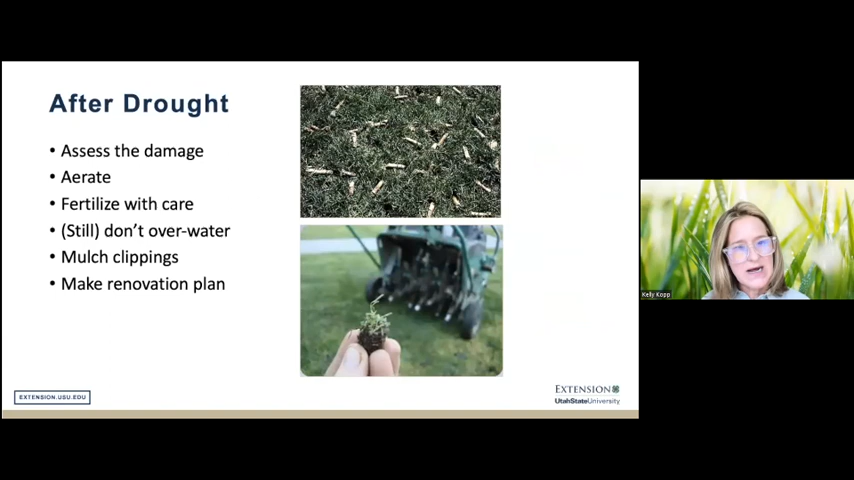 After Drought
• Assess the damage
• Aerate
• Fertilize with care
• (Still) don't over-water
• Mulch clippings
• Make renovation plan
EXTENSION.USU.EDU
EXTENSION
UtahStateUniversity
Kelly Kopp